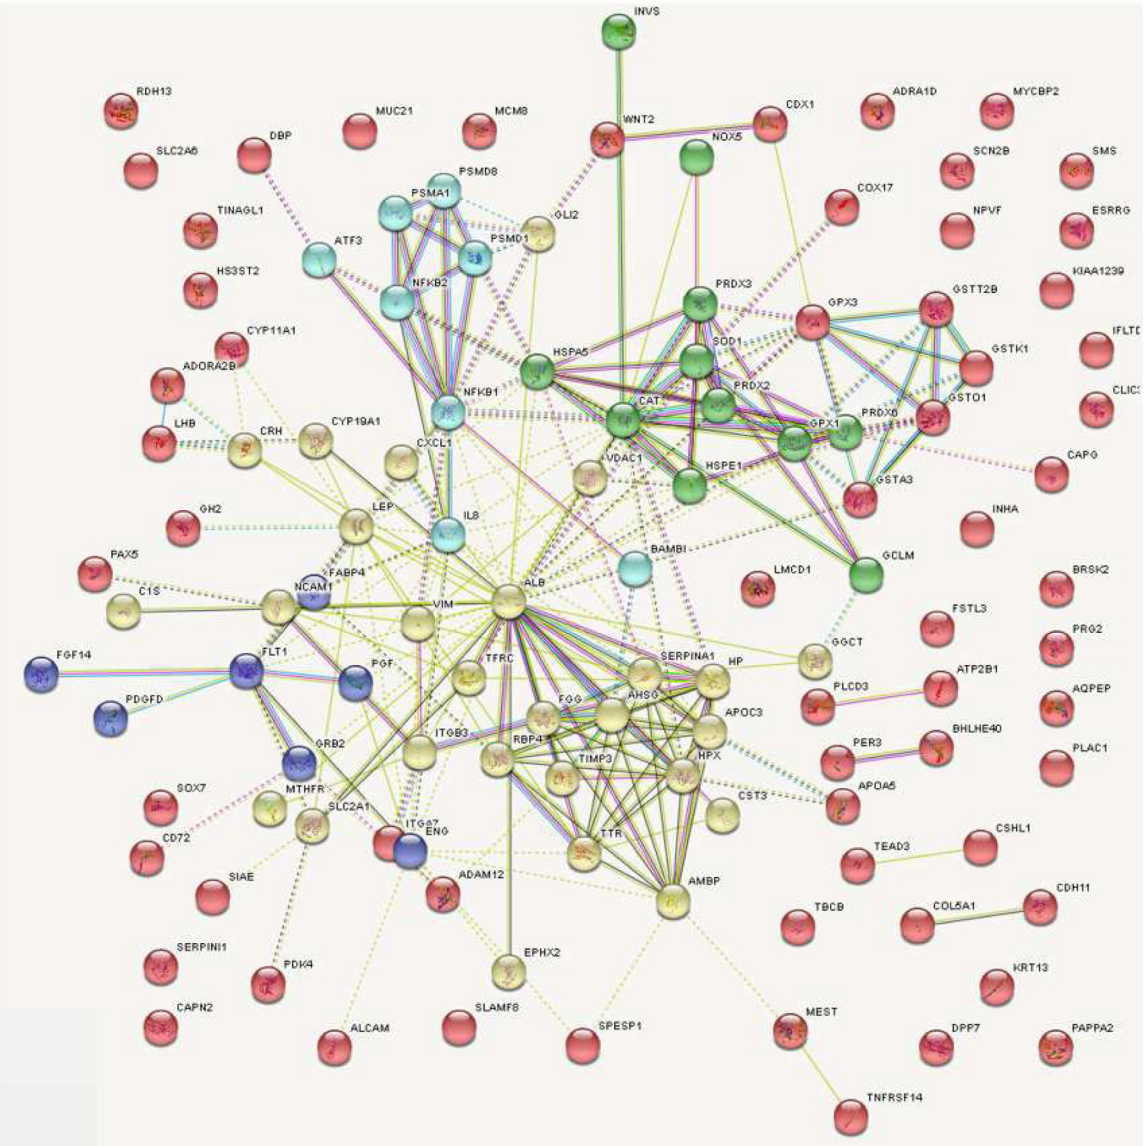 INVS
RDH13
MUC21
MCM8
WNT2
CDX1
ADRA1D
MYCBP2
SLC2A6
DBP
NOX5
SCN2B
SMS
PSMD8
PSMA1
COX17
TINAGL1
ATF3
PSMD1
GLI2
NPVF
ESRRG
HS3ST2
NFKB2
PRDX3
GPX3
GSTT2B
KIAA1239
CYP11A1
ADORA2B
HSPA5
SOD1
GSTK1
IFLTD
PRDX2
CLIC
LHB
CRH
CYP19A1
NFKB1
CAT
GPX1
PRDX6
GSTO1
CXCL1
VDAC1
HSPE1
GSTA3
CAPG
GH2
LEP
IL8
INHA
PAX5
FABP4
BAMBI
GCLM
C1S
NCAM1
VIM
ALB
LMCD1
BRSK2
FSTL3
FGF14
FLT1
PGF
TFRC
SERPINA1
HP
GGCT
PRG2
PDGFD
FGG
AHSG
APOC3
PLCD3
ATP2B1
AQPEP
GRB2
ITGB3
RBP4
TIMP3
HPX
PER3
BHLHE40
PLAC1
SOX7
MTHFR
SLC2A1
CST3
APOA5
CD72
ITGA7
ENG
TTR
TEAD3
CSHL1
SIAE
ADAM12
AMBP
TBCB
COL5A1
CDH11
SERPINI1
PDK4
EPHX2
KRT13
CAPN2
ALCAM
SLAMF8
SPESP1
MEST
DPP7
PAPPA2
TNFRSF14